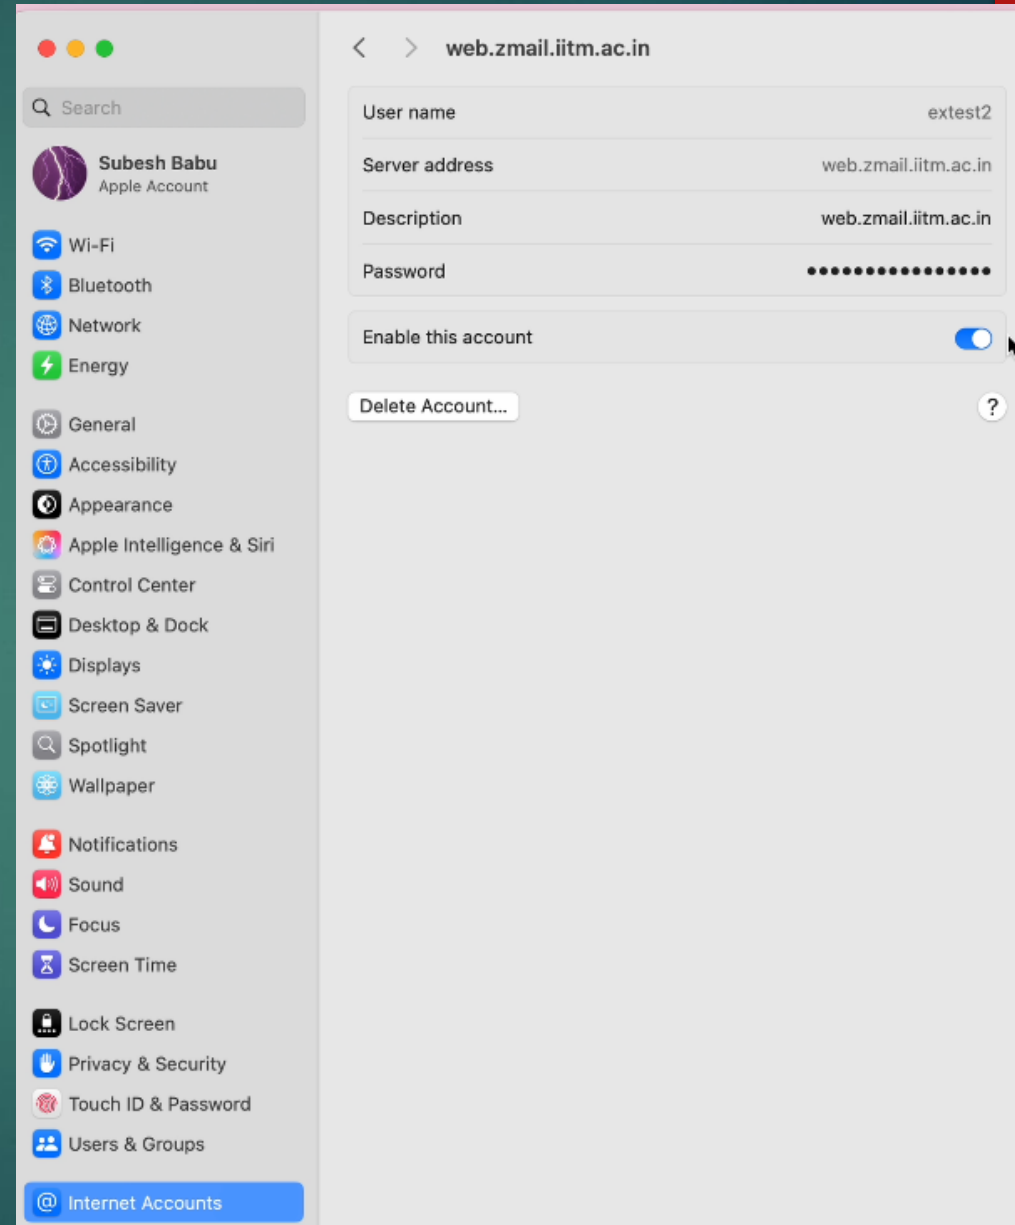 web.zmail.iitm.ac.in
Search
Subesh Babu
Apple Account
Wi-Fi
Bluetooth
Network
Energy
General
Accessibility
Appearance
Apple Intelligence & Siri
Control Center
Desktop & Dock
Displays
Screen Saver
Spotlight
Wallpaper
Notifications
Sound
Focus
Screen Time
Lock Screen
Privacy & Security
Touch ID & Password
Users & Groups
Internet Accounts
User name extest2
Server address web.zmail.iitm.ac.in
Description web.zmail.iitm.ac.in
Password ••••••••••••••••
Enable this account
Delete Account... ?